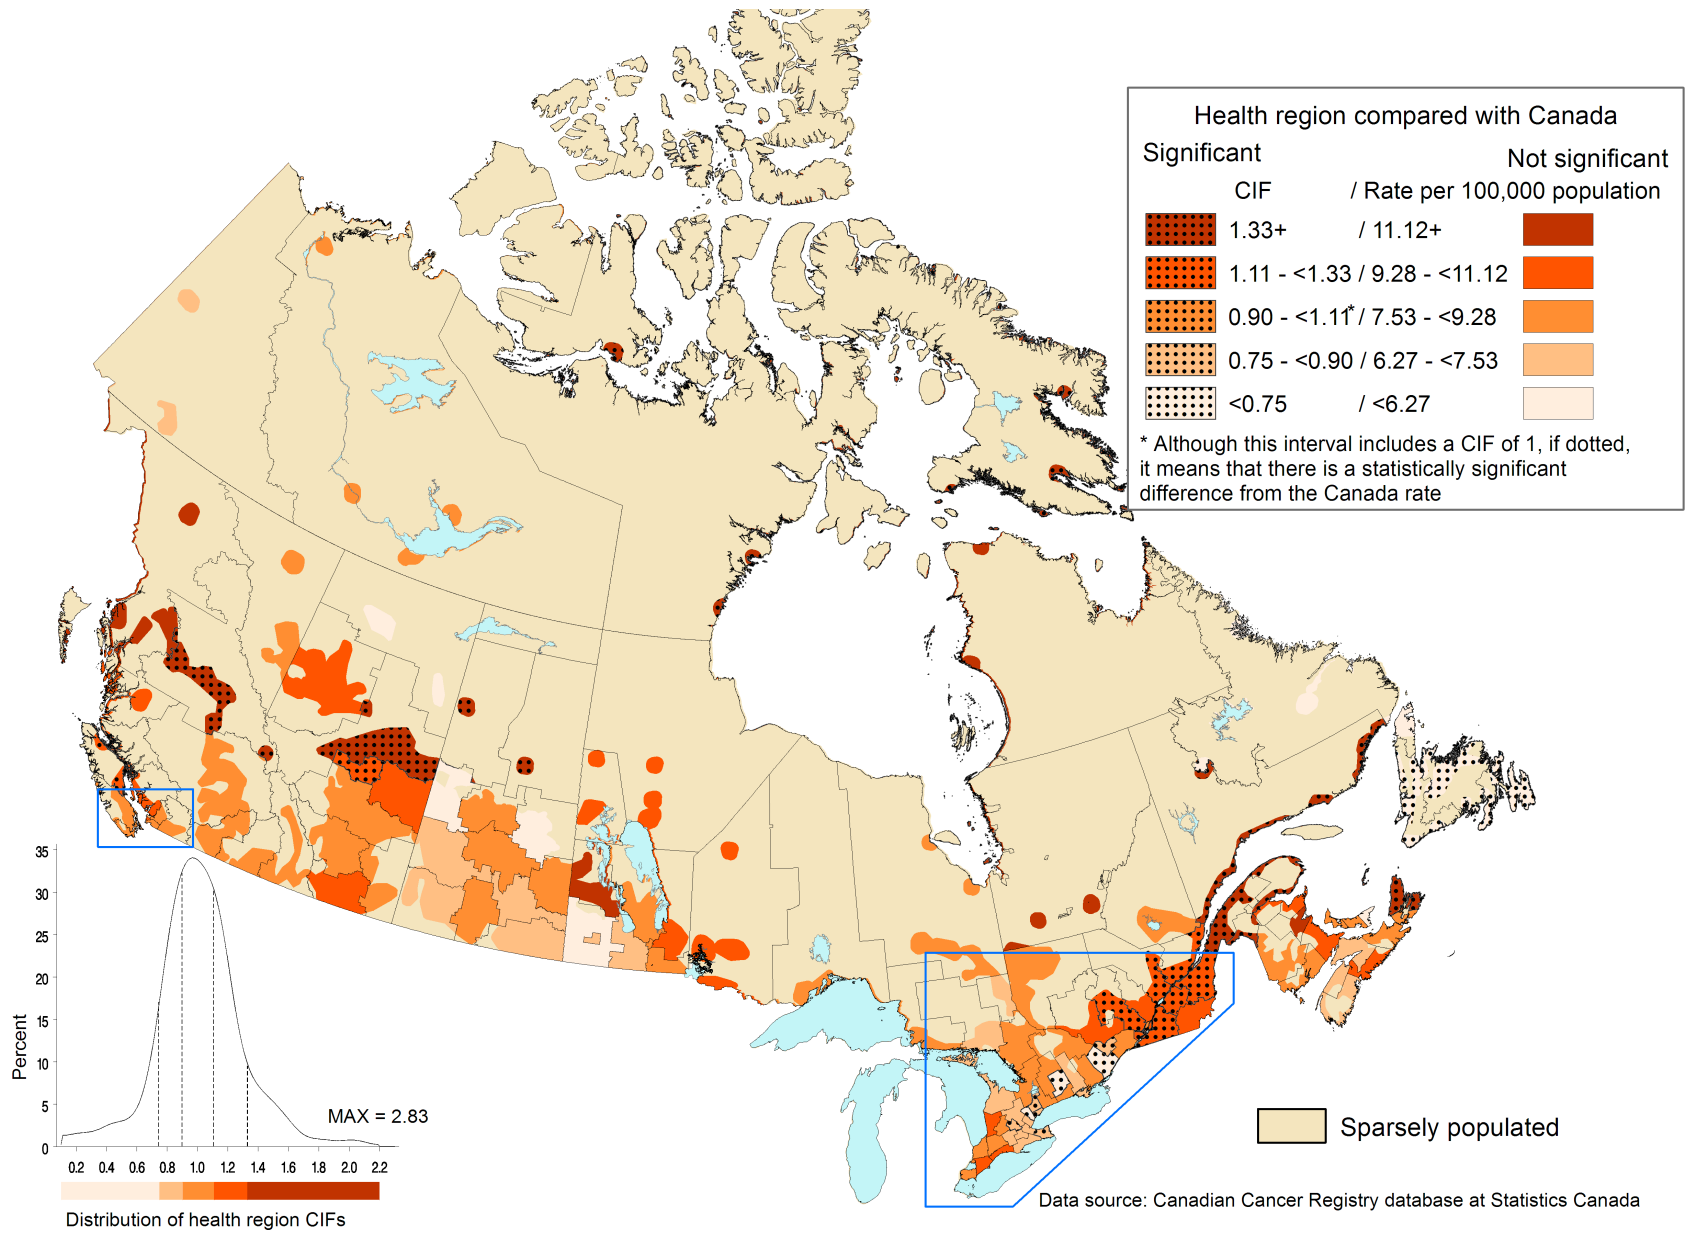 Health region compared with Canada
Significant
Not significant
CIF / Rate per 100,000 population
1.33+ / 11.12+
1.11 - <1.33 / 9.28 - <11.12
0.90 - <1.11* / 7.53 - <9.28
0.75 - <0.90 / 6.27 - <7.53
<0.75 / <6.27
* Although this interval includes a CIF of 1, if dotted,
it means that there is a statistically significant
difference from the Canada rate
35
30
25
20
15
10
5
0
Percent
MAX = 2.83
0.2 0.4 0.6 0.8 1.0 1.2 1.4 1.6 1.8 2.0 2.2
Distribution of health region CIFs
Sparsely populated
Data source: Canadian Cancer Registry database at Statistics Canada